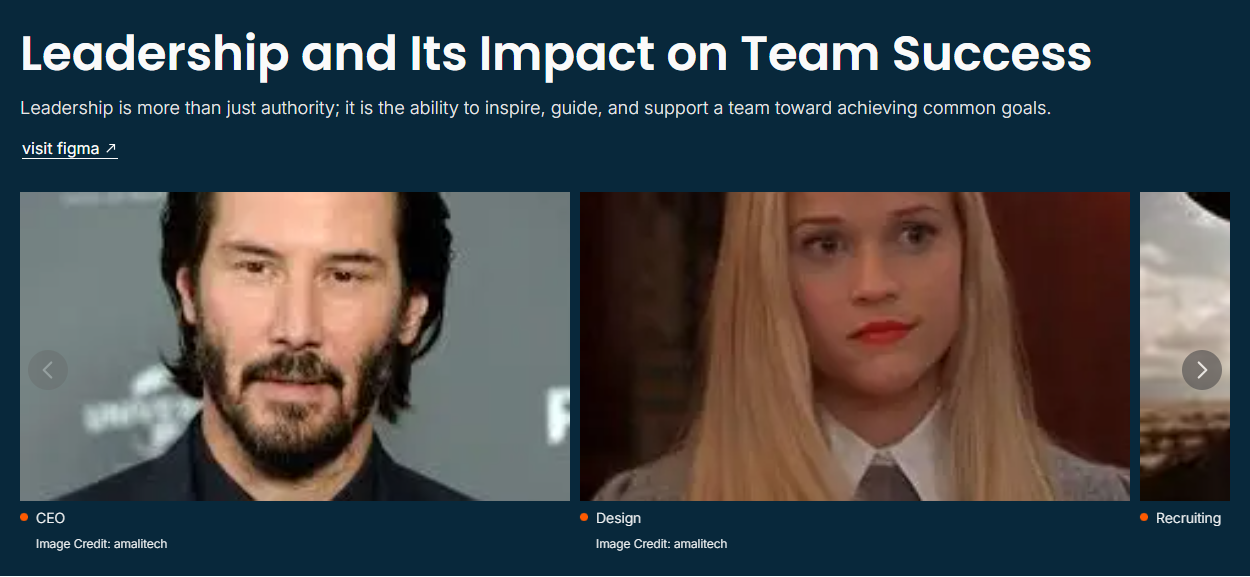 Leadership and Its Impact on Team Success
Leadership is more than just authority; it is the ability to inspire, guide, and support a team toward achieving common goals.
visit figma ↗
CEO
Image Credit: amalitech
Design
Image Credit: amalitech
Recruiting